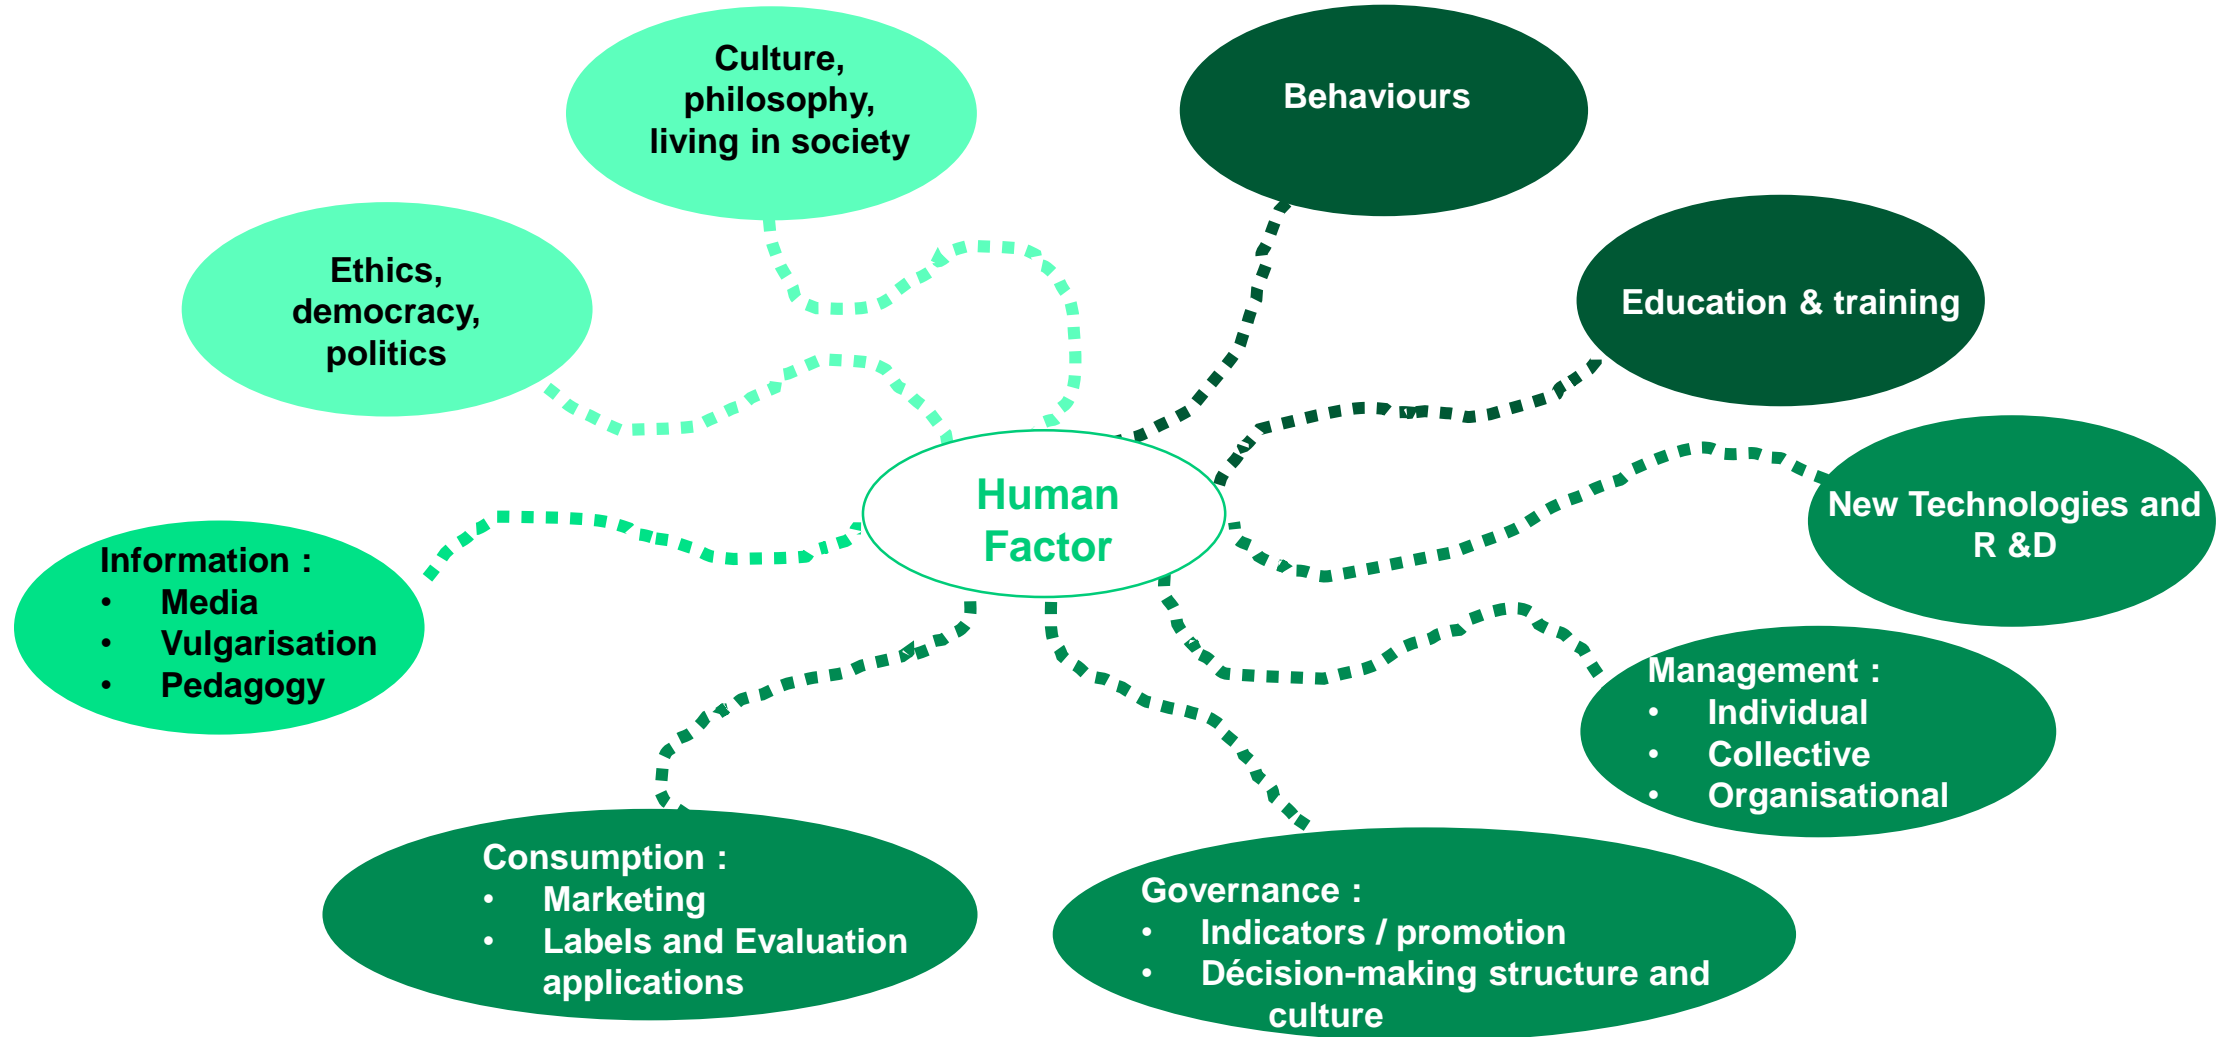 Culture,
philosophy,
living in society
Behaviours
Ethics,
democracy,
politics
Education & training
Human
Factor
New Technologies and
R &D
Information :
• Media
• Vulgarisation
• Pedagogy
Management :
• Individual
• Collective
• Organisational
Consumption :
• Marketing
• Labels and Evaluation
applications
Governance :
• Indicators / promotion
• Décision-making structure and
culture